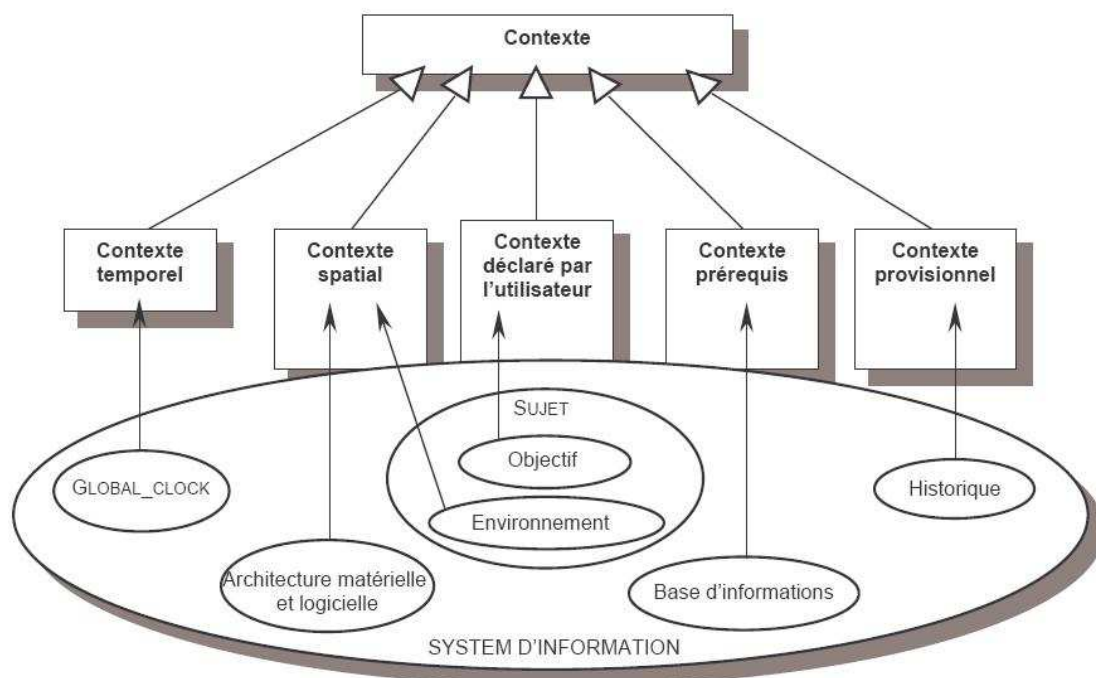 Contexte
Contexte
temporel
Contexte
spatial
Contexte
déclaré par
l'utilisateur
Contexte
prérequis
Contexte
provisionnel
SUJET
Objectif
GLOBAL_CLOCK
Historique
Environnement
Architecture matérielle
et logicielle
Base d'informations
SYSTEM D'INFORMATION